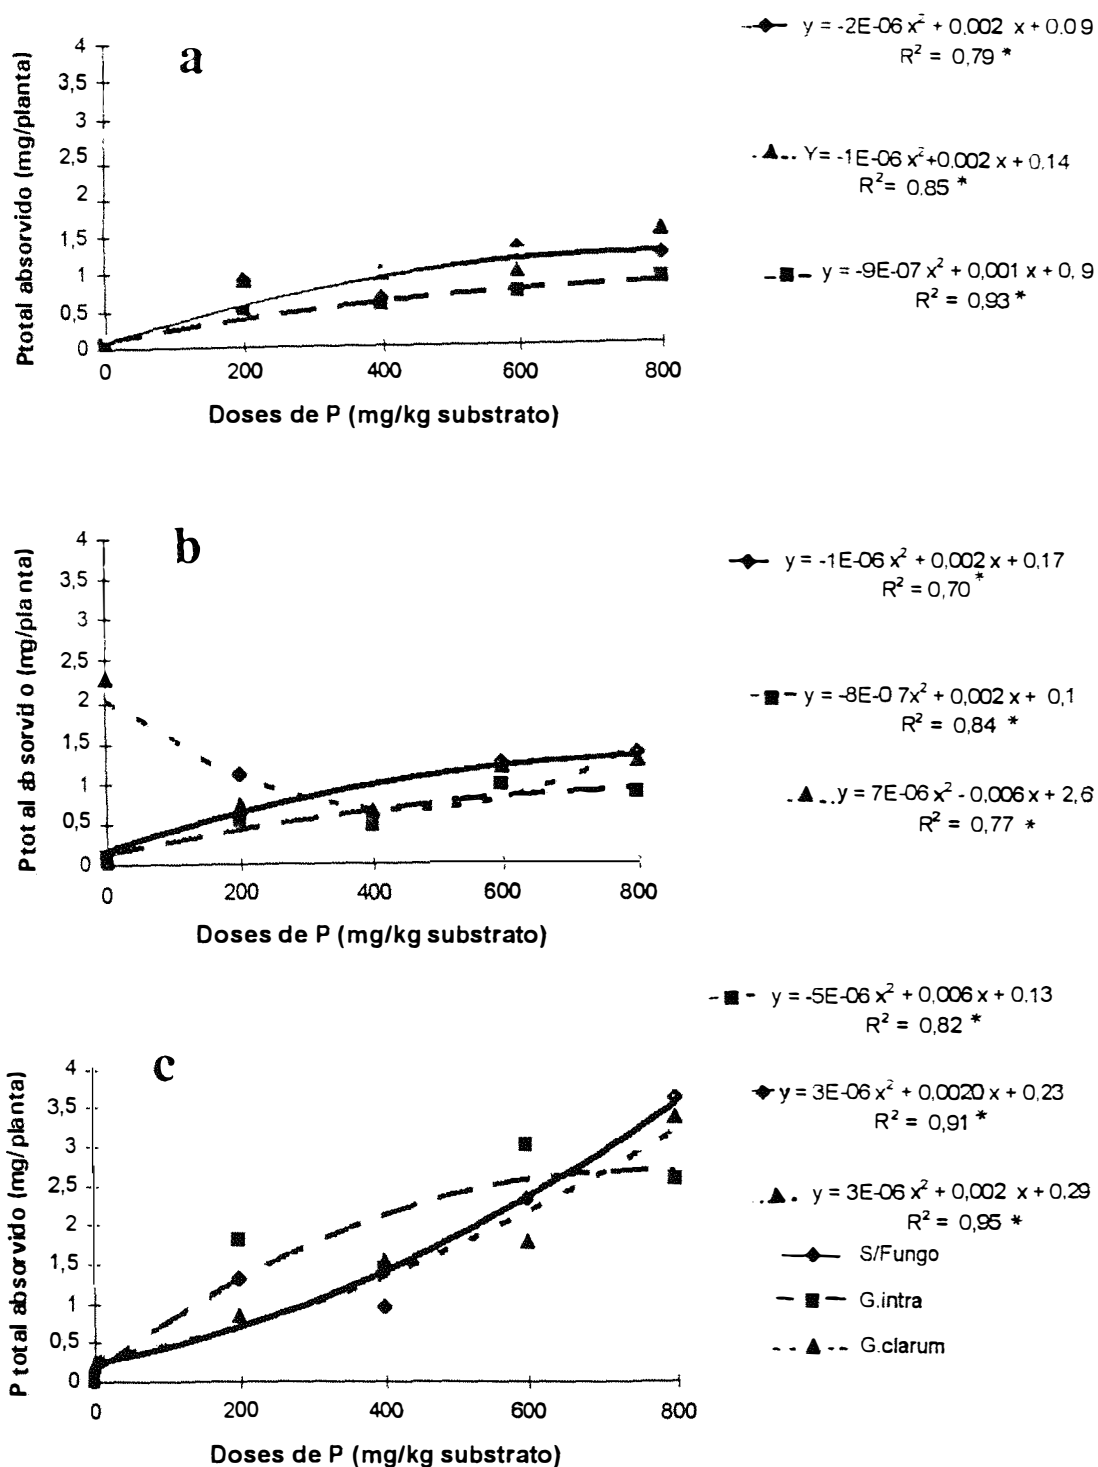 a
y = -2E-06 x² + 0,002 x + 0.09
R² = 0,79 *
Y = -1E-06 x²+0,002 x + 0,14
R² = 0.85 *
y = -9E-07 x² + 0,001 x + 0,9
R² = 0,93 *
Ptotal absorvido (mg/planta)
4
3,5
3
2,5
2
1,5
1
0,5
0
0 200 400 600 800
Doses de P (mg/kg substrato)
b
y = -1E-06 x² + 0,002 x + 0,17
R² = 0,70 *
y = -8E-07x² + 0,002 x + 0,1
R² = 0,84 *
y = 7E-06 x² - 0,006 x + 2,6
R² = 0,77 *
Ptotal absorvido (mg/planta)
4
3,5
3
2,5
2
1,5
1
0,5
0
0 200 400 600 800
Doses de P (mg/kg substrato)
c
y = -5E-06 x² + 0,006 x + 0,13
R² = 0,82 *
y = 3E-06 x² + 0,0020 x + 0,23
R² = 0,91 *
y = 3E-06 x² + 0,002 x + 0,29
R² = 0,95 *
S/Fungo
G.intra
G.clarum
P total absorvido (mg/planta)
4
3,5
3
2,5
2
1,5
1
0,5
0
0 200 400 600 800
Doses de P (mg/kg substrato)